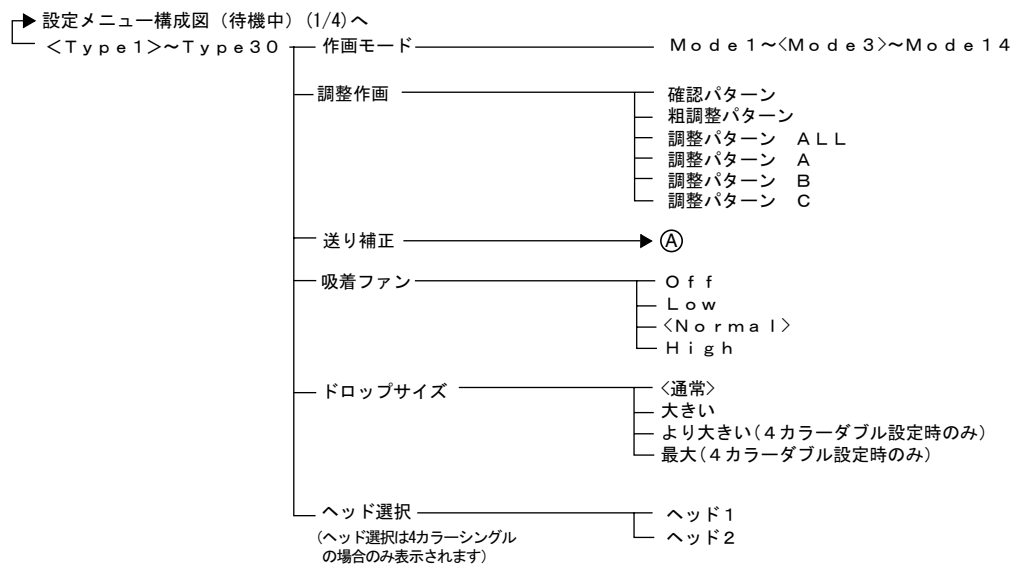 設定メニュー構成図（待機中）(1/4)へ
<Ｔｙｐｅ１>~Ｔｙｐｅ３０
作画モード
Ｍｏｄｅ１~<Ｍｏｄｅ３>~Ｍｏｄｅ１４
調整作画
確認パターン
粗調整パターン
調整パターン　ＡＬＬ
調整パターン　Ａ
調整パターン　Ｂ
調整パターン　Ｃ
送り補正
Ⓐ
吸着ファン
Ｏｆｆ
Ｌｏｗ
<Ｎｏｒｍａｌ>
Ｈｉｇｈ
ドロップサイズ
<通常>
大きい
より大きい(４カラーダブル設定時のみ)
最大(４カラーダブル設定時のみ)
ヘッド選択
(ヘッド選択は4カラーシングル
の場合のみ表示されます)
ヘッド１
ヘッド２